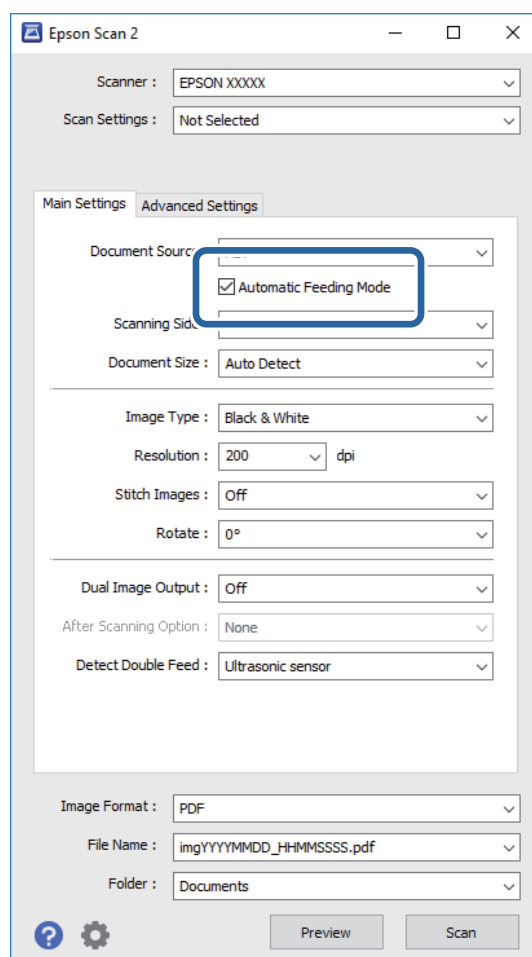 Epson Scan 2
Scanner : EPSON XXXXX
Scan Settings : Not Selected
Main Settings Advanced Settings
Document
Automatic Feeding Mode
Scanning
Document Size : Auto Detect
Image Type : Black & White
Resolution : 200 dpi
Stitch Images : Off
Rotate : 0°
Dual Image Output : Off
After Scanning Option : None
Detect Double Feed : Ultrasonic sensor
Image Format : PDF
File Name : imgYYYYMMDD_HHMMSSSS.pdf
Folder : Documents
? Preview Scan